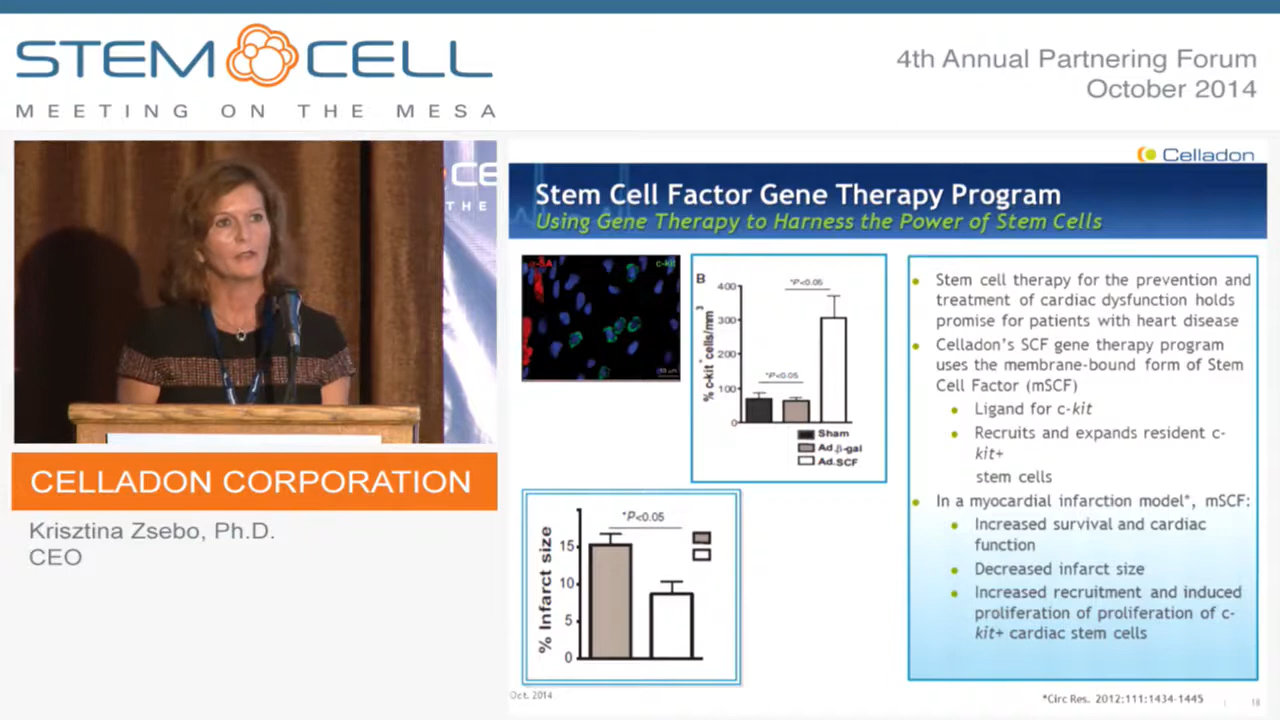 STEM CELL
MEETING ON THE MESA
4th Annual Partnering Forum
October 2014
CE
THE
CELLADON CORPORATION
Krisztina Zsebo, Ph.D.
CEO
Celladon
Stem Cell Factor Gene Therapy Program
Using Gene Therapy to Harness the Power of Stem Cells
α-SA
c-kit
B
% c-kit+ cells/mm3
400
300
200
100
0
*P<0.05
*P<0.05
Sham
Ad.β-gal
Ad.SCF
% Infarct size
15
10
5
0
*P<0.05
Stem cell therapy for the prevention and
treatment of cardiac dysfunction holds
promise for patients with heart disease
Celladon's SCF gene therapy program
uses the membrane-bound form of Stem
Cell Factor (mSCF)
Ligand for c-kit
Recruits and expands resident c-
kit+
stem cells
In a myocardial infarction model*, mSCF:
Increased survival and cardiac
function
Decreased infarct size
Increased recruitment and induced
proliferation of proliferation of c-
kit+ cardiac stem cells
Oct. 2014
*Circ Res. 2012:111:1434-1445
18